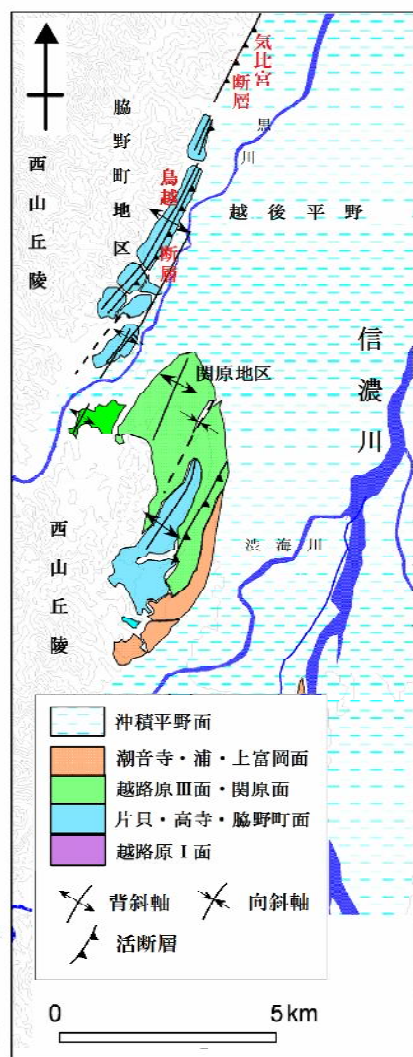 気比宮
断層
脇野町地区
黒川
西山丘陵
鳥越
断層
越後平野
信濃川
関原地区
渋海川
西山丘陵
沖積平野面
潮音寺・浦・上富岡面
越路原Ⅲ面・関原面
片貝・高寺・脇野町面
越路原Ⅰ面
背斜軸
向斜軸
活断層
0
5km